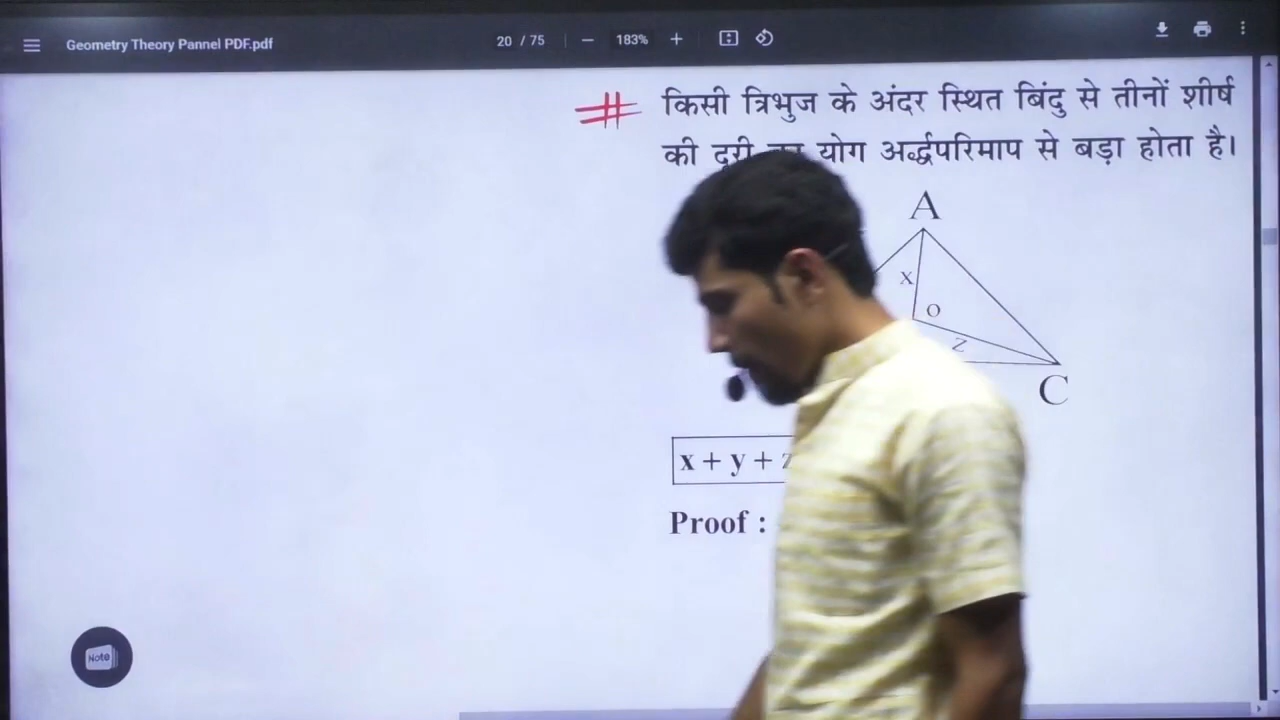 Geometry Theory Pannel PDF.pdf
20 / 75
183%
किसी त्रिभुज के अंदर स्थित बिंदु से तीनों शीर्ष
की दूरी का योग अर्द्धपरिमाप से बड़ा होता है।
A
x
O
z
C
x + y + z
Proof :
Note